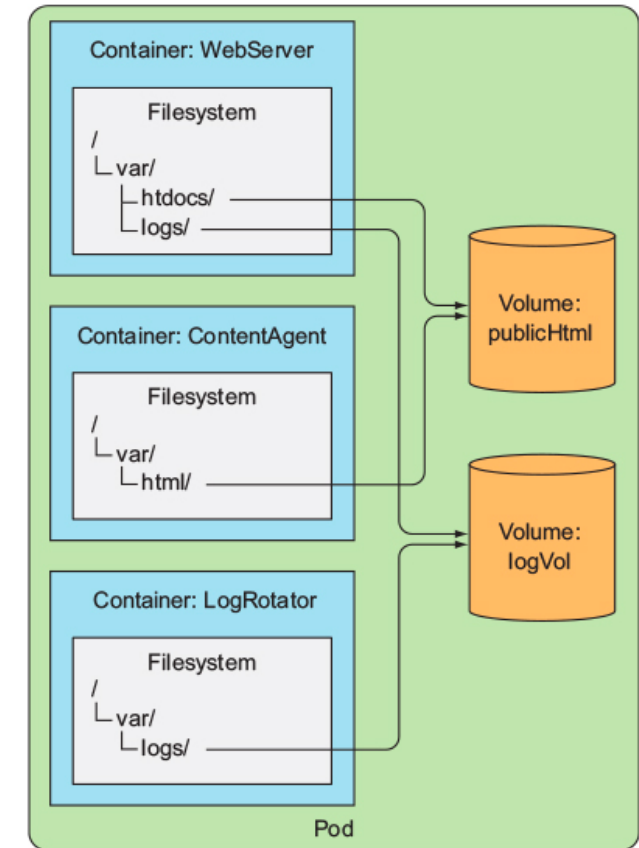 Container: WebServer
Filesystem
/
var/
htdocs/
logs/
Container: ContentAgent
Filesystem
/
var/
html/
Container: LogRotator
Filesystem
/
var/
logs/
Volume:
publicHtml
Volume:
logVol
Pod